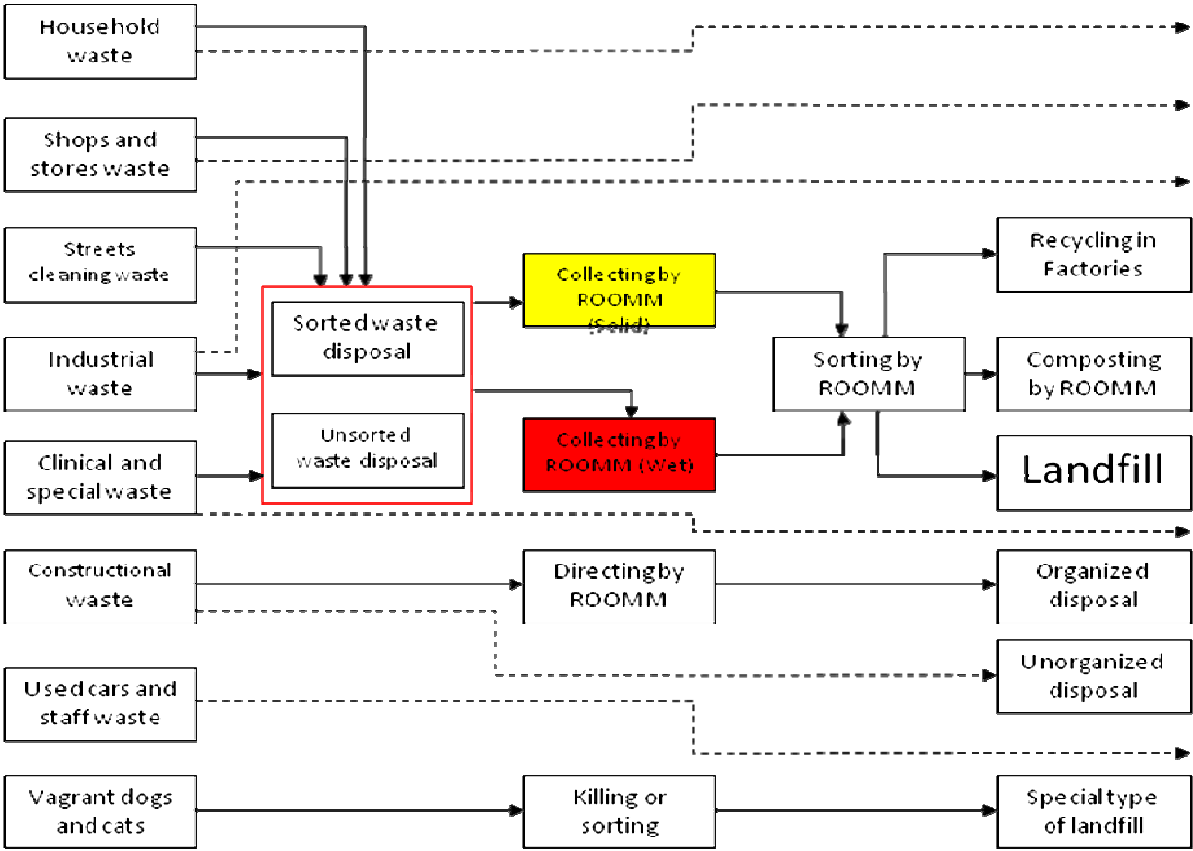 Household
waste
Shops and
stores waste
Streets
cleaning waste
Industrial
waste
Clinical and
special waste
Constructional
waste
Used cars and
staff waste
Vagrant dogs
and cats
Sorted waste
disposal
Unsorted
waste disposal
Collecting by
ROOMM
(Solid)
Collecting by
ROOMM (Wet)
Directing by
ROOMM
Killing or
sorting
Sorting by
ROOMM
Recycling in
Factories
Composting
by ROOMM
Landfill
Organized
disposal
Unorganized
disposal
Special type
of landfill